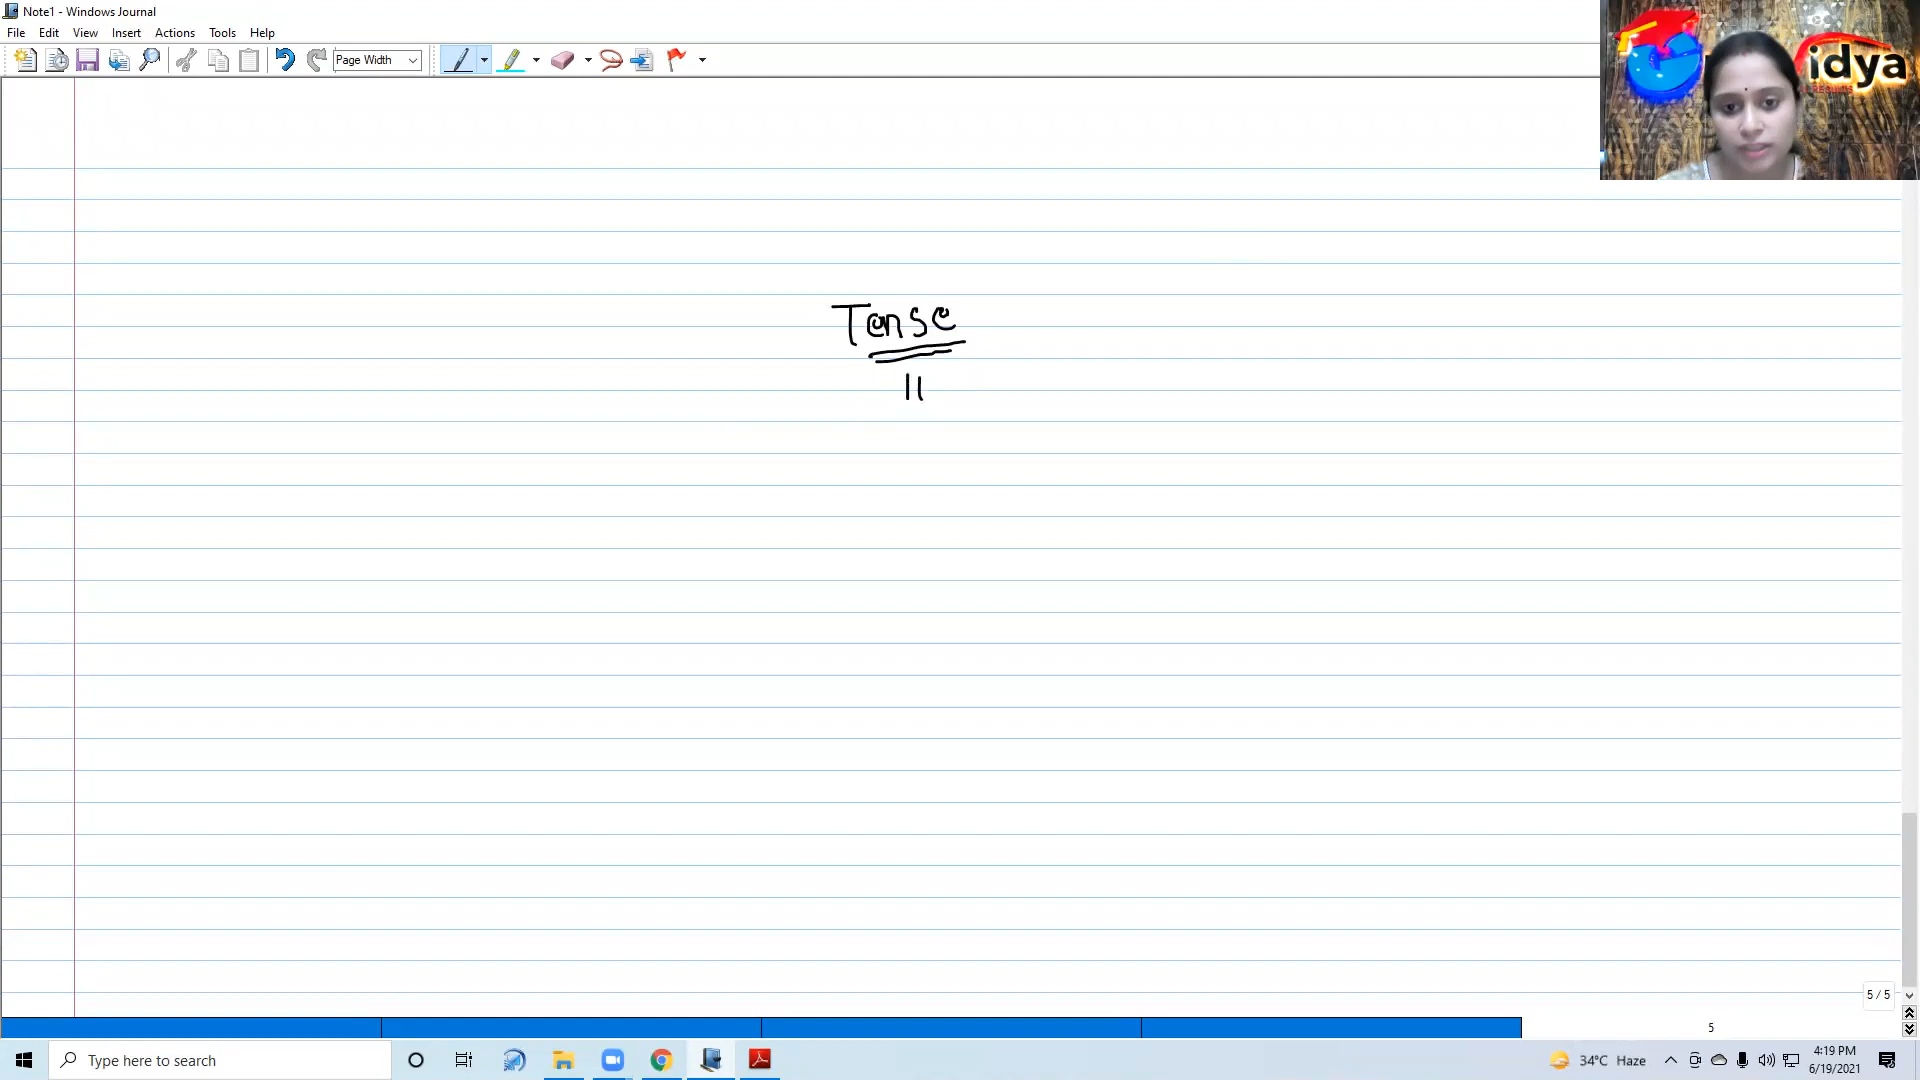 Note1 - Windows Journal
File Edit View Insert Actions Tools Help
Page Width
idya
Tense
11
5 / 5
5
Type here to search
34°C Haze
4:19 PM
6/19/2021